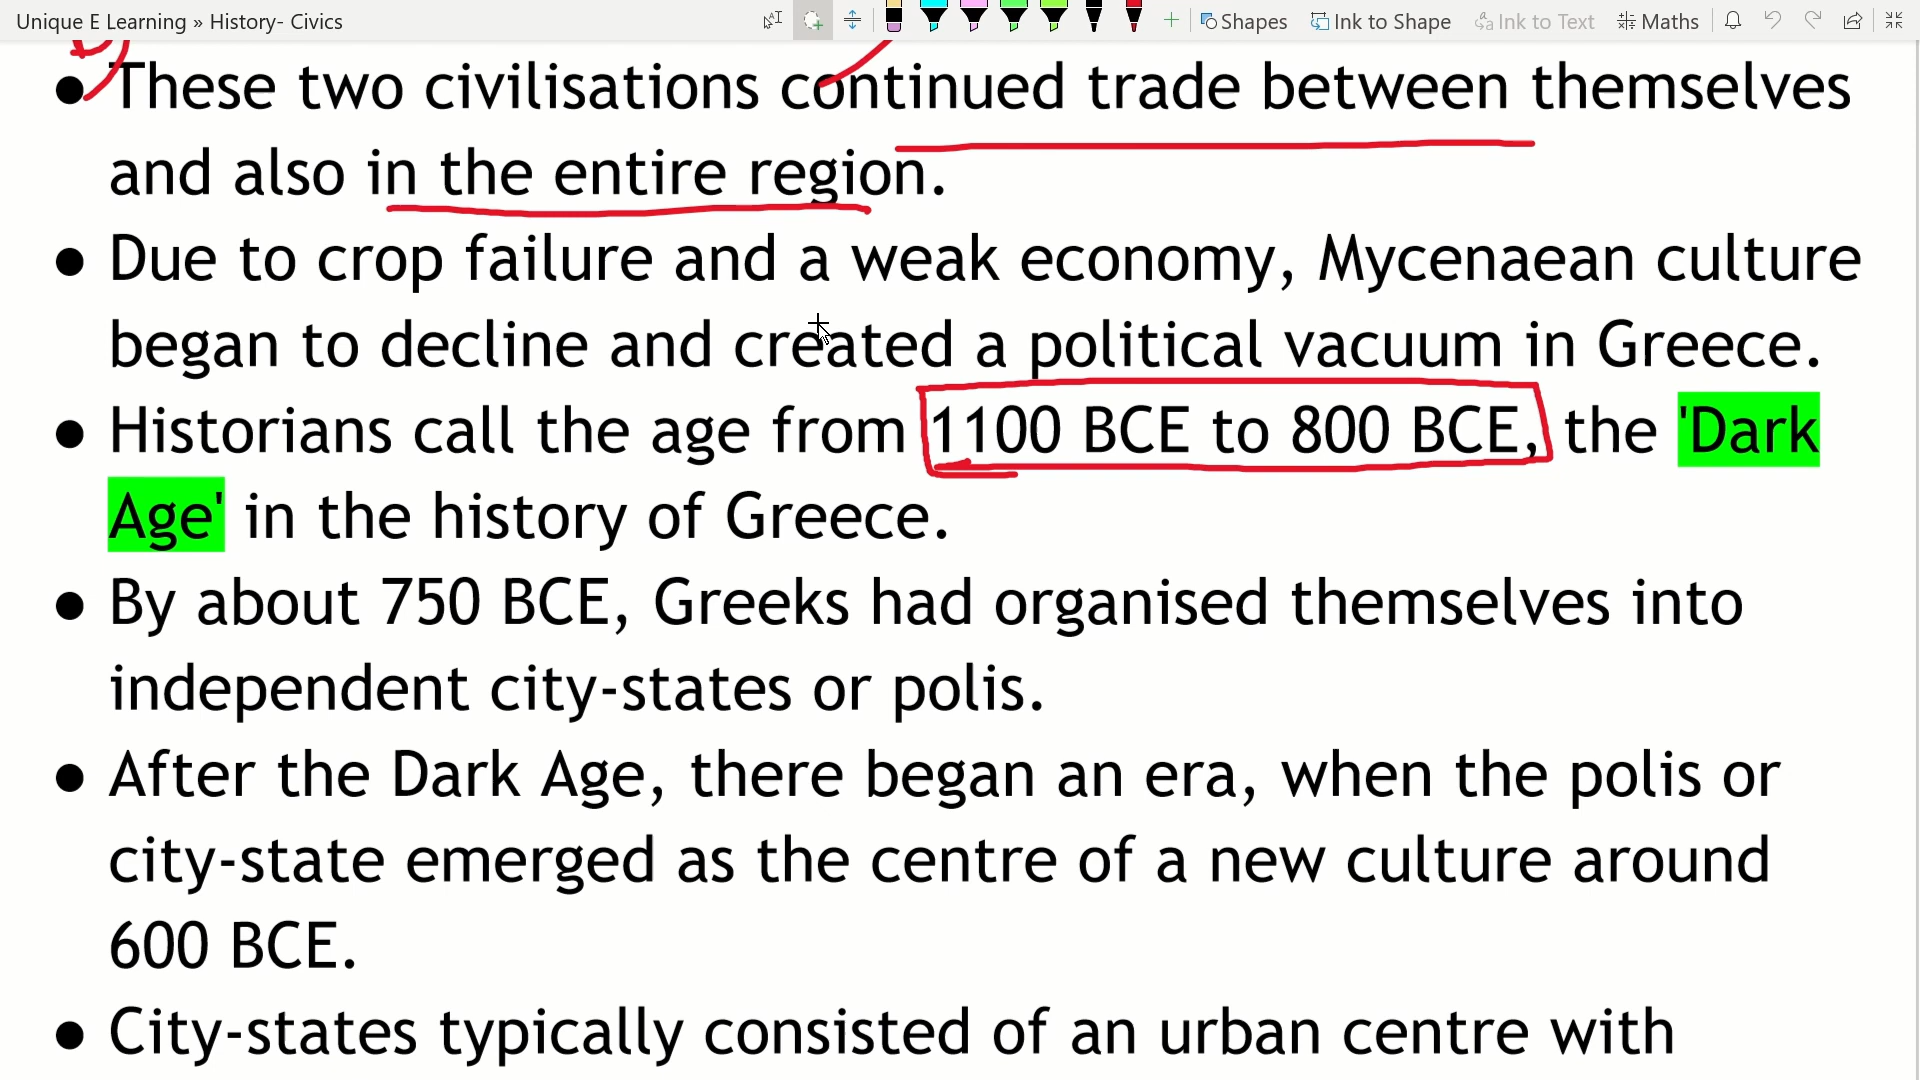 Unique E Learning » History- Civics
Shapes Ink to Shape Ink to Text Maths
• These two civilisations continued trade between themselves
and also in the entire region.
• Due to crop failure and a weak economy, Mycenaean culture
began to decline and created a political vacuum in Greece.
• Historians call the age from 1100 BCE to 800 BCE, the 'Dark
Age' in the history of Greece.
• By about 750 BCE, Greeks had organised themselves into
independent city-states or polis.
• After the Dark Age, there began an era, when the polis or
city-state emerged as the centre of a new culture around
600 BCE.
• City-states typically consisted of an urban centre with